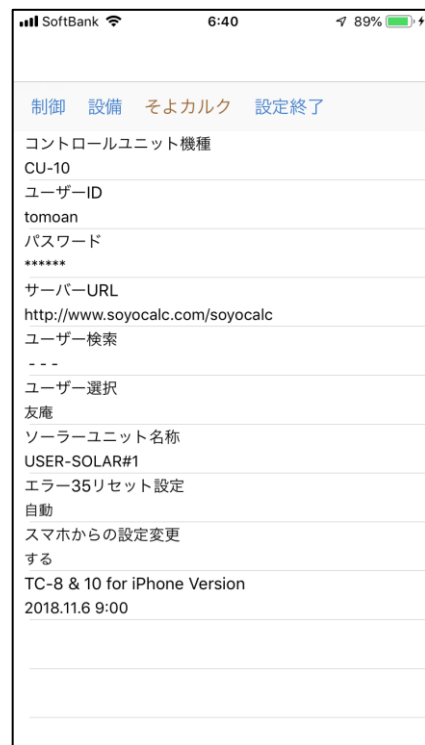 SoftBank 6:40 89%
制御 設備 そよカルク 設定終了
コントロールユニット機種
CU-10
ユーザーID
tomoan
パスワード
******
サーバーURL
http://www.soyocalc.com/soyocalc
ユーザー検索
- - -
ユーザー選択
友庵
ソーラーユニット名称
USER-SOLAR#1
エラー35リセット設定
自動
スマホからの設定変更
する
TC-8 & 10 for iPhone Version
2018.11.6 9:00